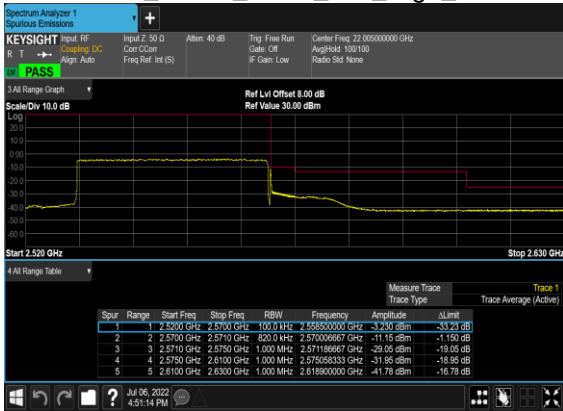 Spectrum Analyzer 1
Spurious Emissions
KEYSIGHT
R T
LXI PASS
Input: RF
Coupling: DC
Align: Auto
Input Z: 50 Ω
Corr CCorr
Freq Ref: Int (S)
Atten: 40 dB
Trig: Free Run
Gate: Off
IF Gain: Low
Center Freq: 22.005000000 GHz
Avg|Hold: 100/100
Radio Std: None
3 All Range Graph
Scale/Div 10.0 dB
Ref Lvl Offset 8.00 dB
Ref Value 30.00 dBm
Log
20.0
10.0
0.00
-10.0
-20.0
-30.0
-40.0
-50.0
-60.0
Start 2.520 GHz
Stop 2.630 GHz
4 All Range Table
Measure Trace Trace 1
Trace Type Trace Average (Active)
Spur Range Start Freq Stop Freq RBW Frequency Amplitude ΔLimit
1 1 2.5200 GHz 2.5700 GHz 100.0 kHz 2.558500000 GHz -3.230 dBm -33.23 dB
2 2 2.5700 GHz 2.5710 GHz 820.0 kHz 2.570006667 GHz -11.15 dBm -1.150 dB
3 3 2.5710 GHz 2.5750 GHz 1.000 MHz 2.571186667 GHz -29.05 dBm -19.05 dB
4 4 2.5750 GHz 2.6100 GHz 1.000 MHz 2.575058333 GHz -31.95 dBm -18.95 dB
5 5 2.6100 GHz 2.6300 GHz 1.000 MHz 2.618900000 GHz -41.78 dBm -16.78 dB
?
Jul 06, 2022
4:51:14 PM